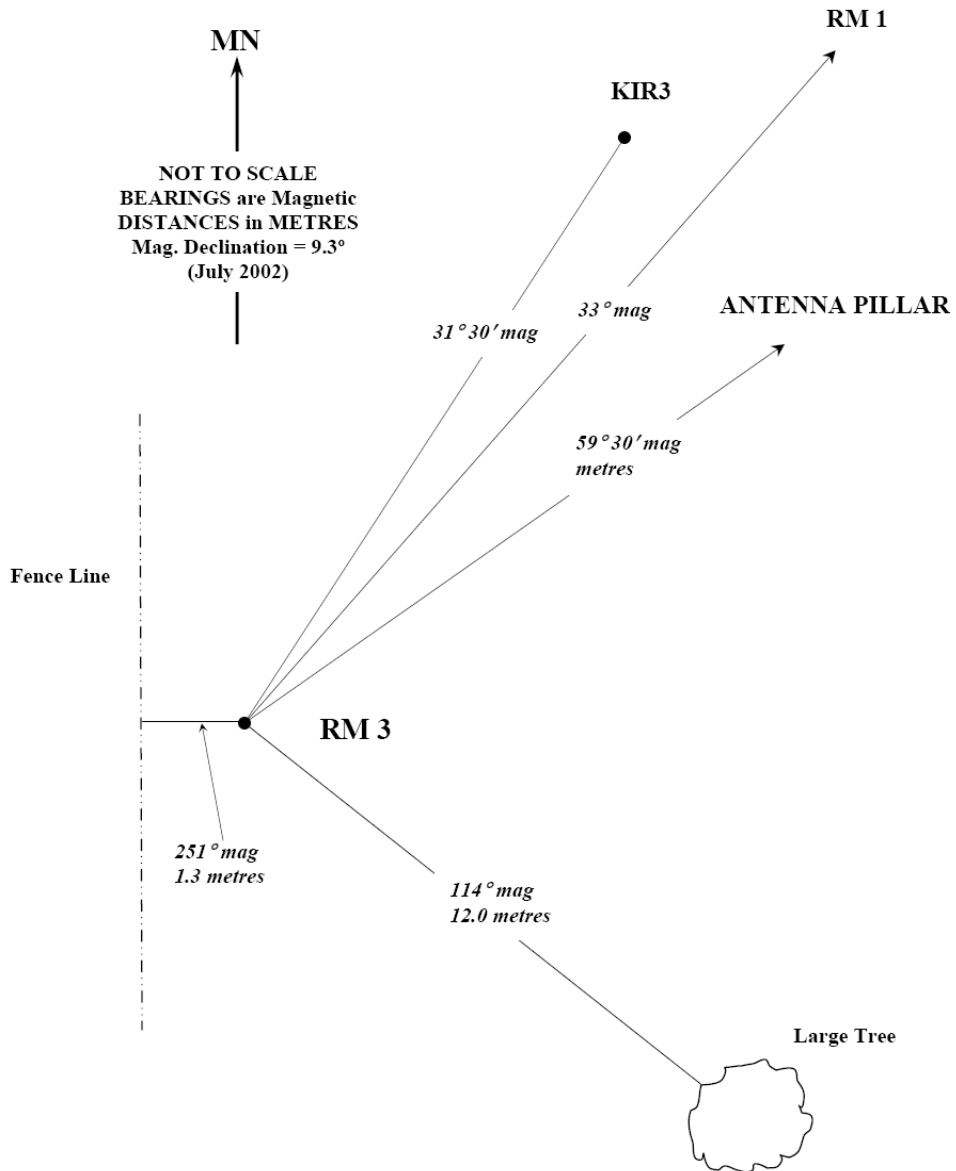 RM 1
MN
KIR3
NOT TO SCALE
BEARINGS are Magnetic
DISTANCES in METRES
Mag. Declination = 9.3°
(July 2002)
ANTENNA PILLAR
33° mag
31° 30′ mag
59° 30′ mag
metres
Fence Line
RM 3
251° mag
1.3 metres
114° mag
12.0 metres
Large Tree